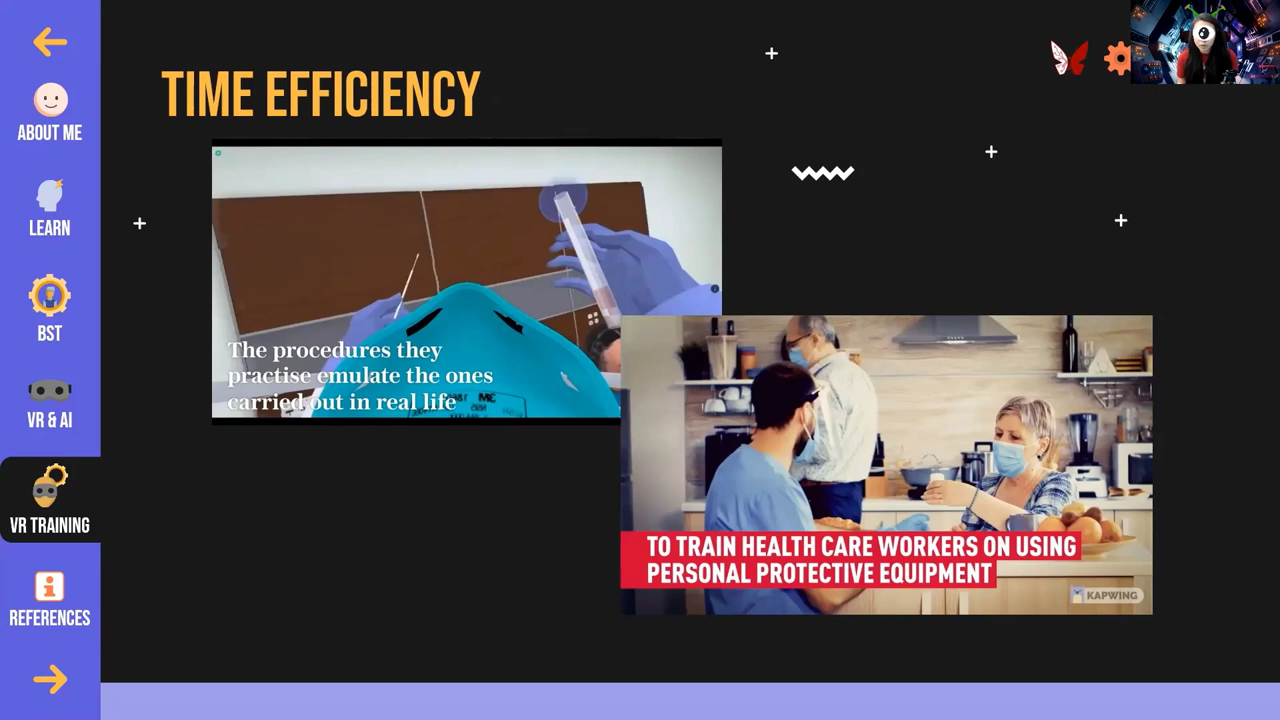 TIME EFFICIENCY
ABOUT ME
LEARN
BST
VR & AI
VR TRAINING
REFERENCES
The procedures they
practise emulate the ones
carried out in real life
3M
TO TRAIN HEALTH CARE WORKERS ON USING
PERSONAL PROTECTIVE EQUIPMENT
KAPWING